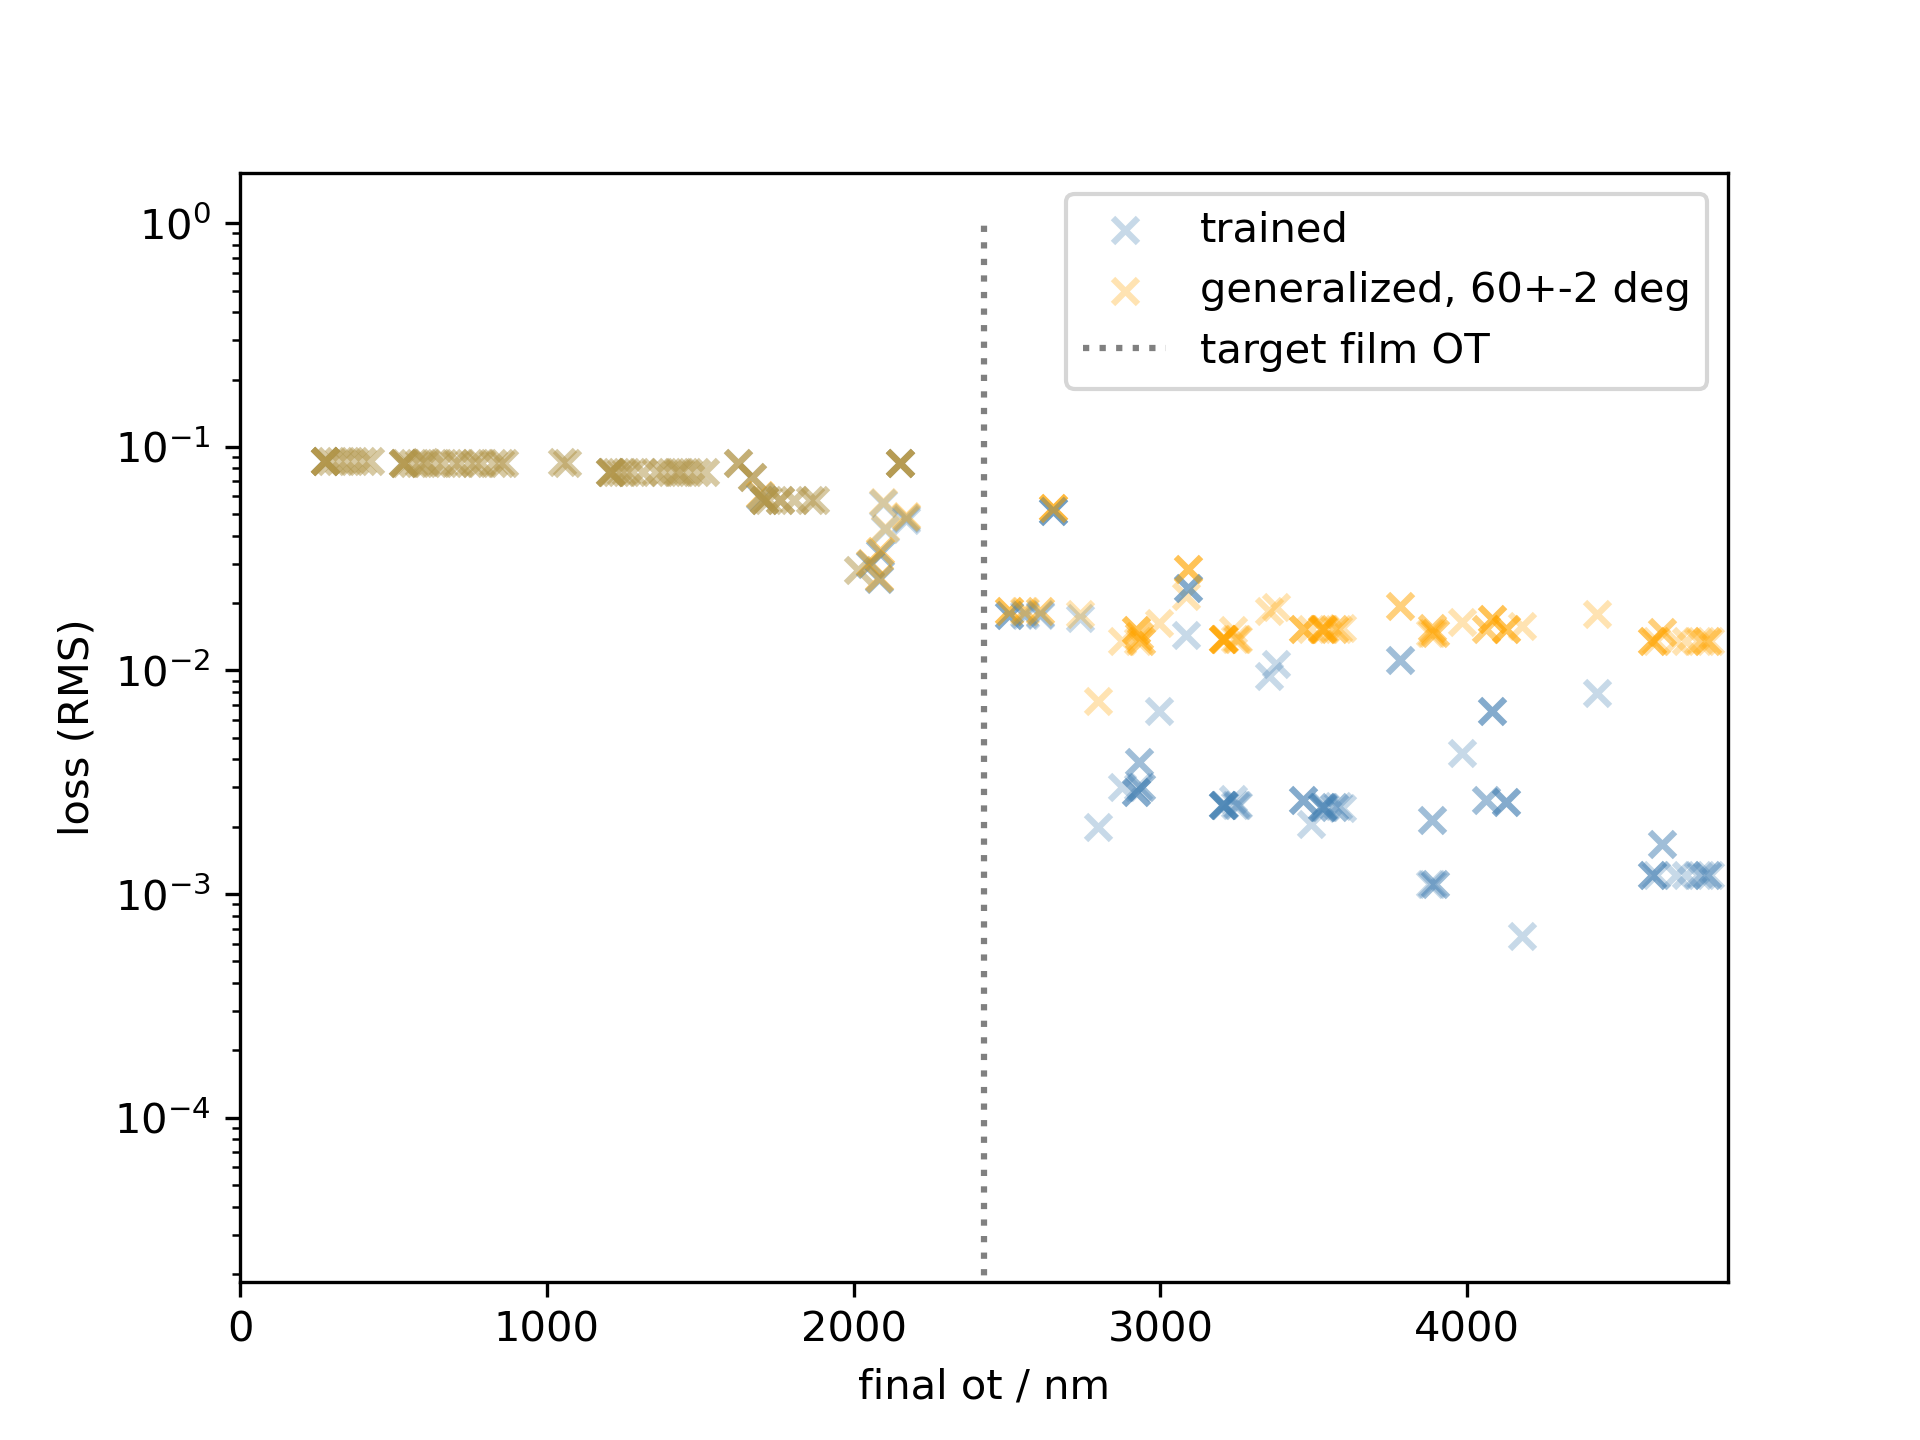 trained
generalized, 60+-2 deg
target film OT
10⁰
10⁻¹
10⁻²
10⁻³
10⁻⁴
loss (RMS)
0 1000 2000 3000 4000
final ot / nm